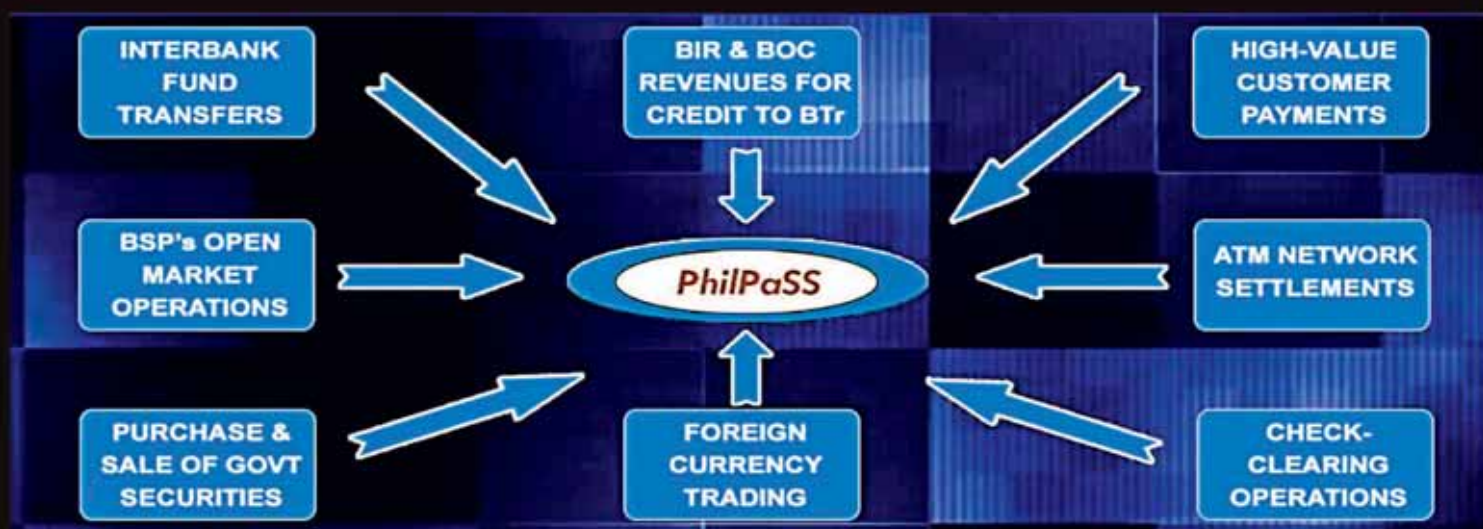 INTERBANK
FUND
TRANSFERS
BIR & BOC
REVENUES FOR
CREDIT TO BTr
HIGH-VALUE
CUSTOMER
PAYMENTS
BSP's OPEN
MARKET
OPERATIONS
PhilPaSS
ATM NETWORK
SETTLEMENTS
PURCHASE &
SALE OF GOVT
SECURITIES
FOREIGN
CURRENCY
TRADING
CHECK-
CLEARING
OPERATIONS